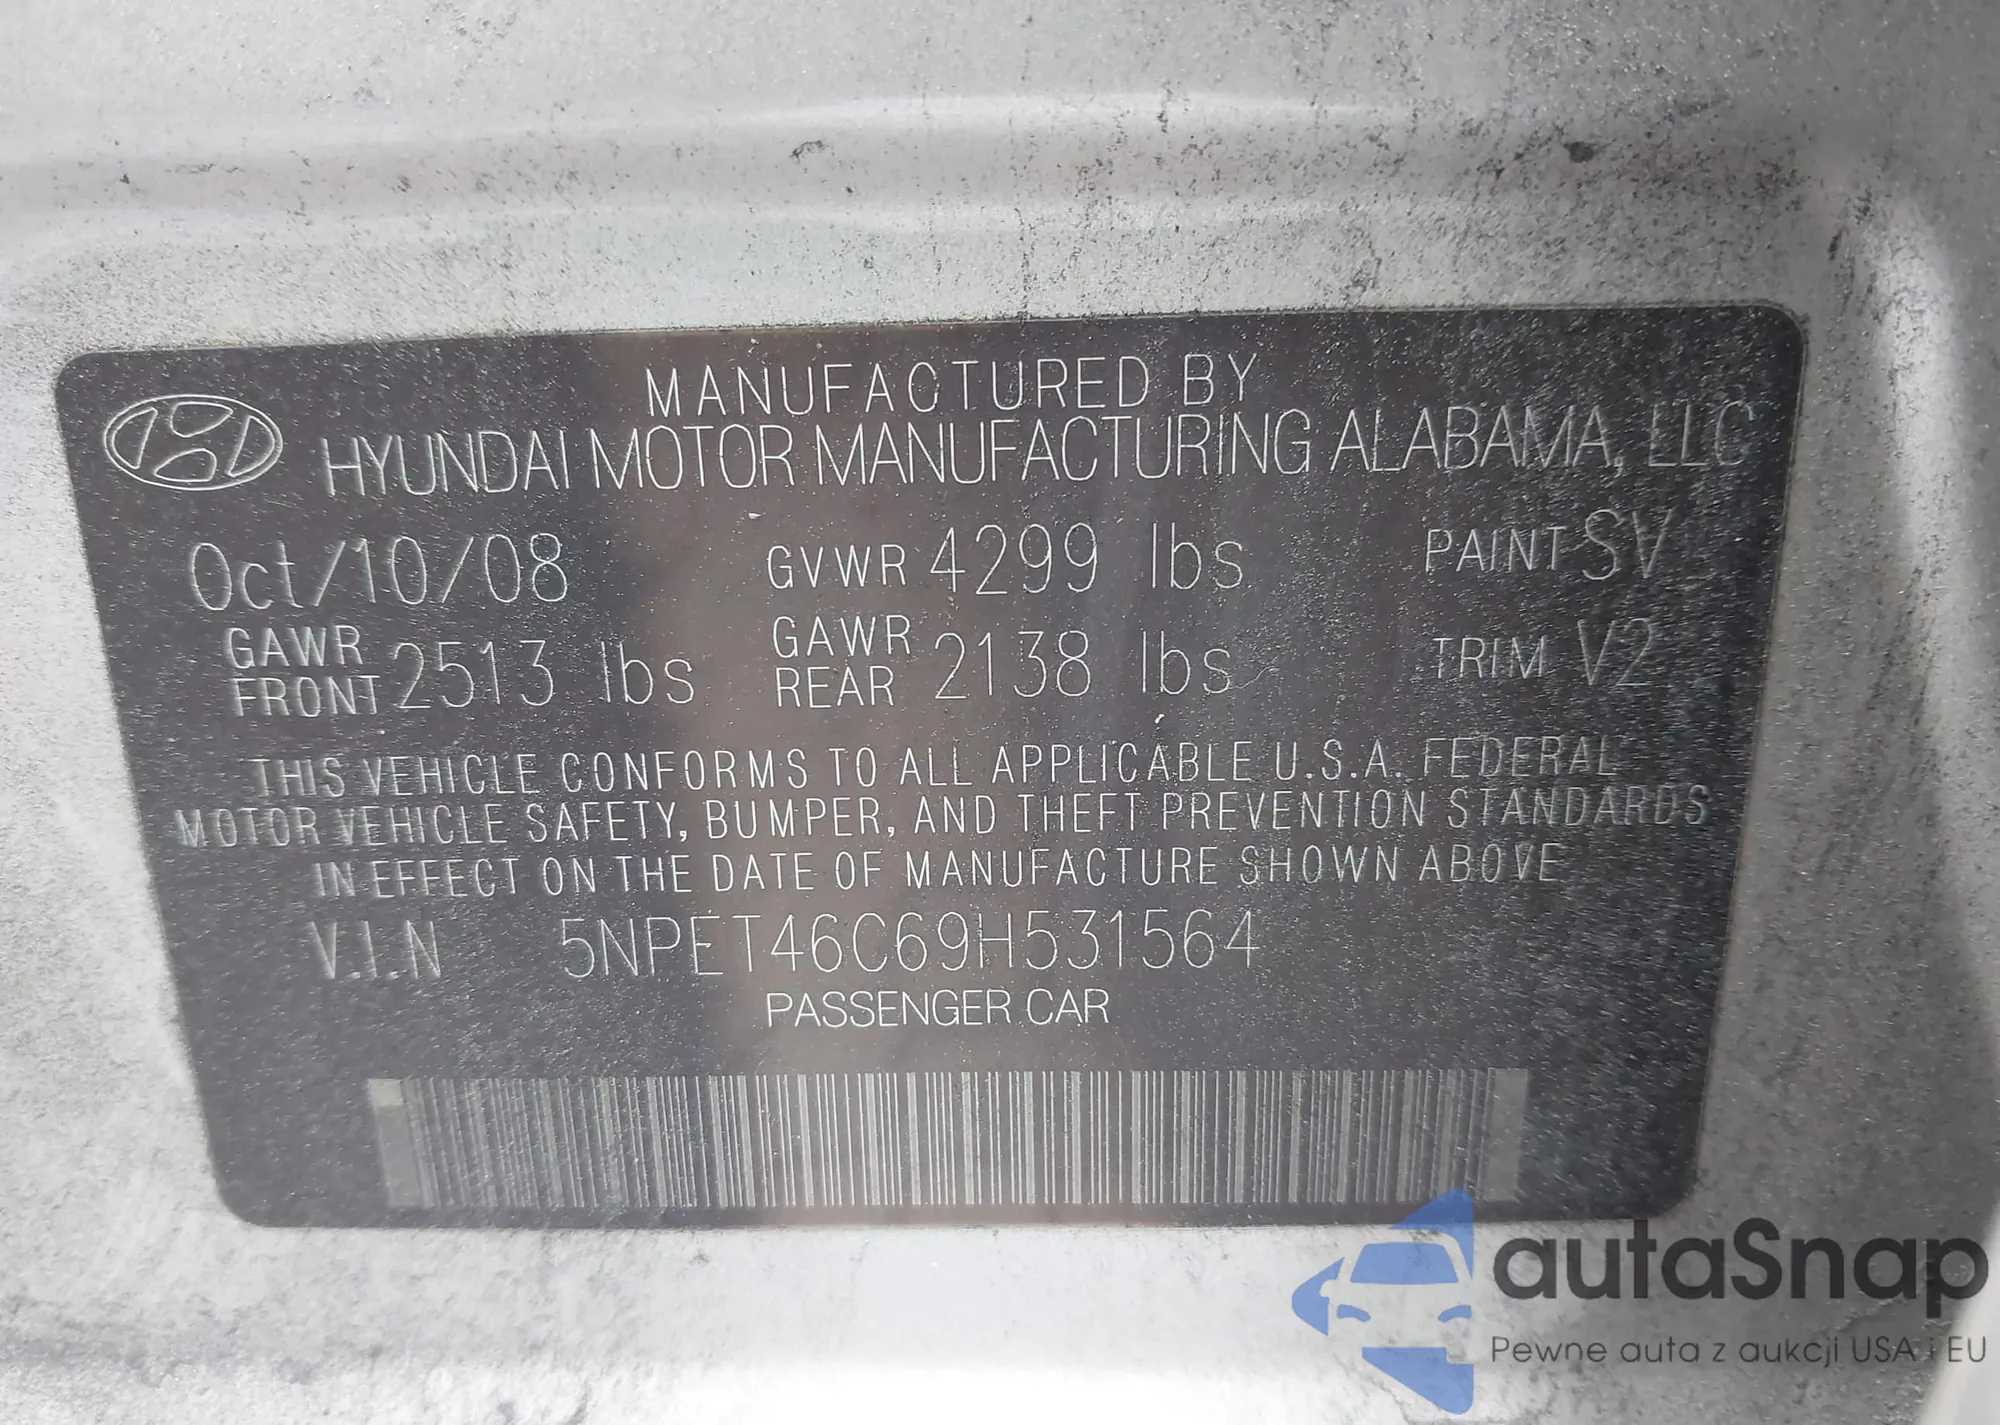 MANUFACTURED BY
HYUNDAI MOTOR MANUFACTURING ALABAMA, LLC
Oct/10/08 GVWR 4299 lbs PAINT SV
GAWR FRONT 2513 lbs GAWR REAR 2138 lbs TRIM V2
THIS VEHICLE CONFORMS TO ALL APPLICABLE U.S.A. FEDERAL
MOTOR VEHICLE SAFETY, BUMPER, AND THEFT PREVENTION STANDARDS
IN EFFECT ON THE DATE OF MANUFACTURE SHOWN ABOVE
V.I.N 5NPET46C69H531564
PASSENGER CAR
autaSnap
Pewne auta z aukcji USA i EU